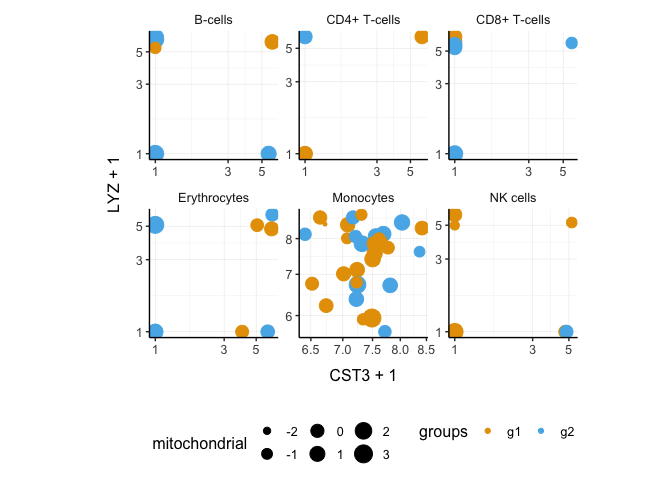 B-cells CD4+ T-cells CD8+ T-cells
5 5 5
3 3 3
1 1 1
1 3 5 1 3 5 1 3 5
LYZ + 1
Erythrocytes Monocytes NK cells
5 8 5
3 7 3
1 6 1
1 3 5 6.5 7.0 7.5 8.0 8.5 1 3 5
CST3 + 1
mitochondrial -2 0 2 groups g1 g2
-1 1 3